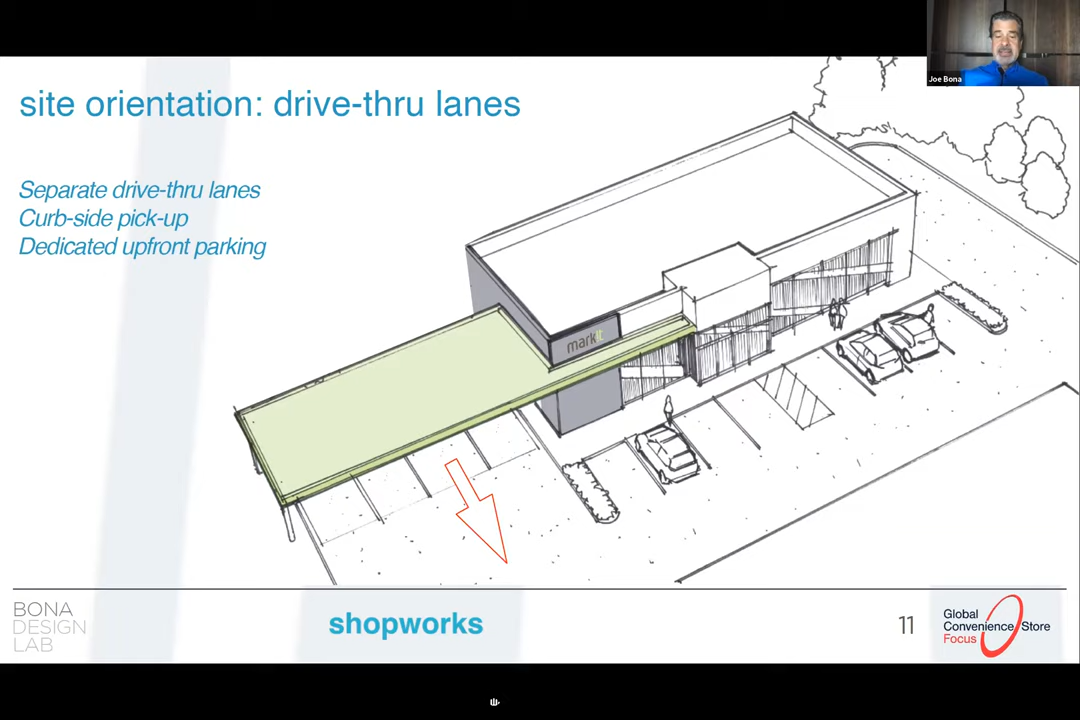 Joe Bona
site orientation: drive-thru lanes
Separate drive-thru lanes
Curb-side pick-up
Dedicated upfront parking
markit
BONA
DESIGN
LAB
shopworks
11
Global
Convenience Store
Focus